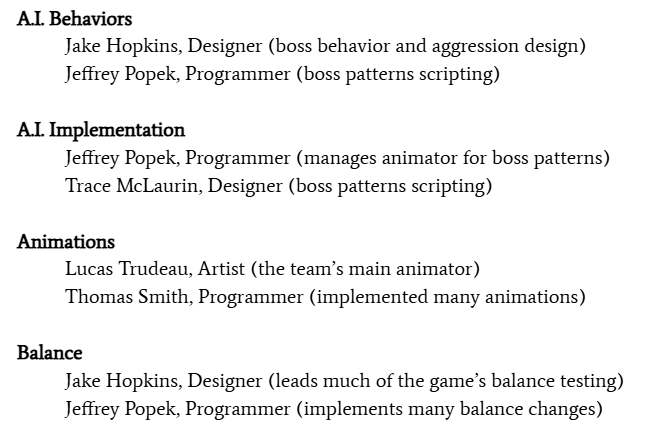 A.I. Behaviors
Jake Hopkins, Designer (boss behavior and aggression design)
Jeffrey Popek, Programmer (boss patterns scripting)
A.I. Implementation
Jeffrey Popek, Programmer (manages animator for boss patterns)
Trace McLaurin, Designer (boss patterns scripting)
Animations
Lucas Trudeau, Artist (the team’s main animator)
Thomas Smith, Programmer (implemented many animations)
Balance
Jake Hopkins, Designer (leads much of the game’s balance testing)
Jeffrey Popek, Programmer (implements many balance changes)